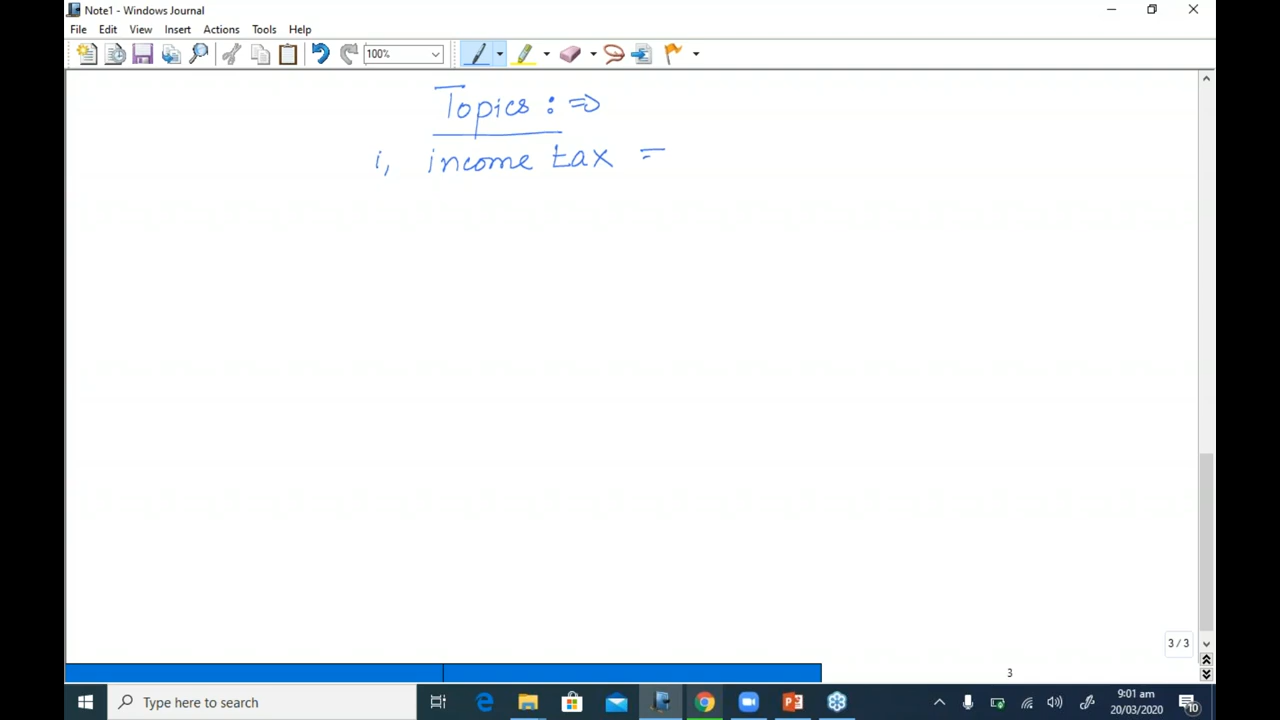 Note1 - Windows Journal
File Edit View Insert Actions Tools Help
100%
Topics : ⇒
i, income tax =
3 / 3
3
Type here to search
9:01 am
20/03/2020
10